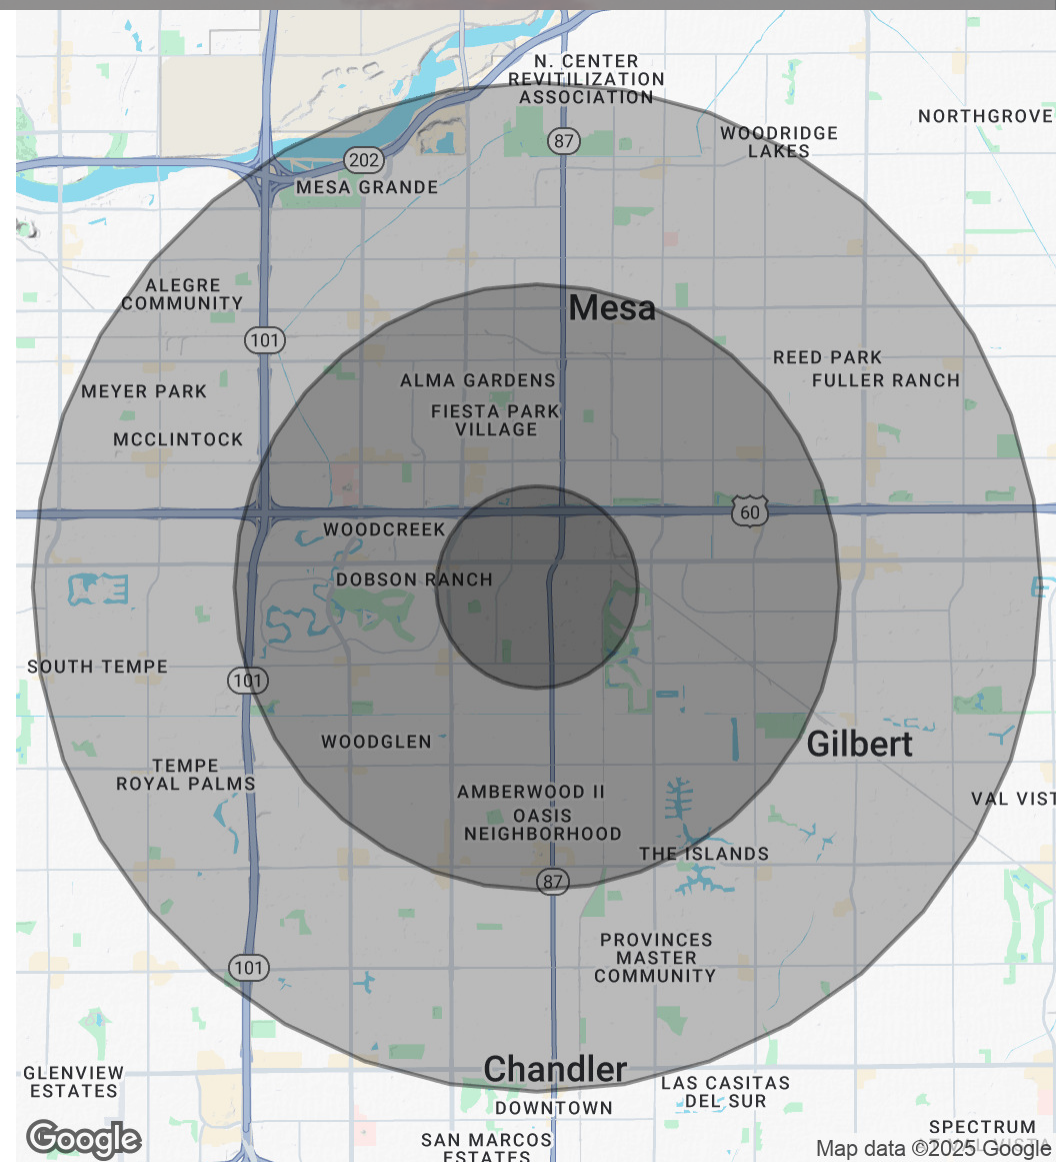 N. CENTER
REVITILIZATION
ASSOCIATION
NORTHGROVE
87
WOODRIDGE
LAKES
202
MESA GRANDE
ALEGRE
COMMUNITY
Mesa
101
REED PARK
ALMA GARDENS
FULLER RANCH
MEYER PARK
FIESTA PARK
VILLAGE
MCCLINTOCK
60
WOODCREEK
DOBSON RANCH
SOUTH TEMPE
101
WOODGLEN
Gilbert
TEMPE
ROYAL PALMS
AMBERWOOD II
VAL VIST
OASIS
NEIGHBORHOOD
THE ISLANDS
87
PROVINCES
MASTER
COMMUNITY
101
Chandler
GLENVIEW
ESTATES
LAS CASITAS
DEL SUR
DOWNTOWN
SPECTRUM
Google
SAN MARCOS
ESTATES
Map data ©2025 Google